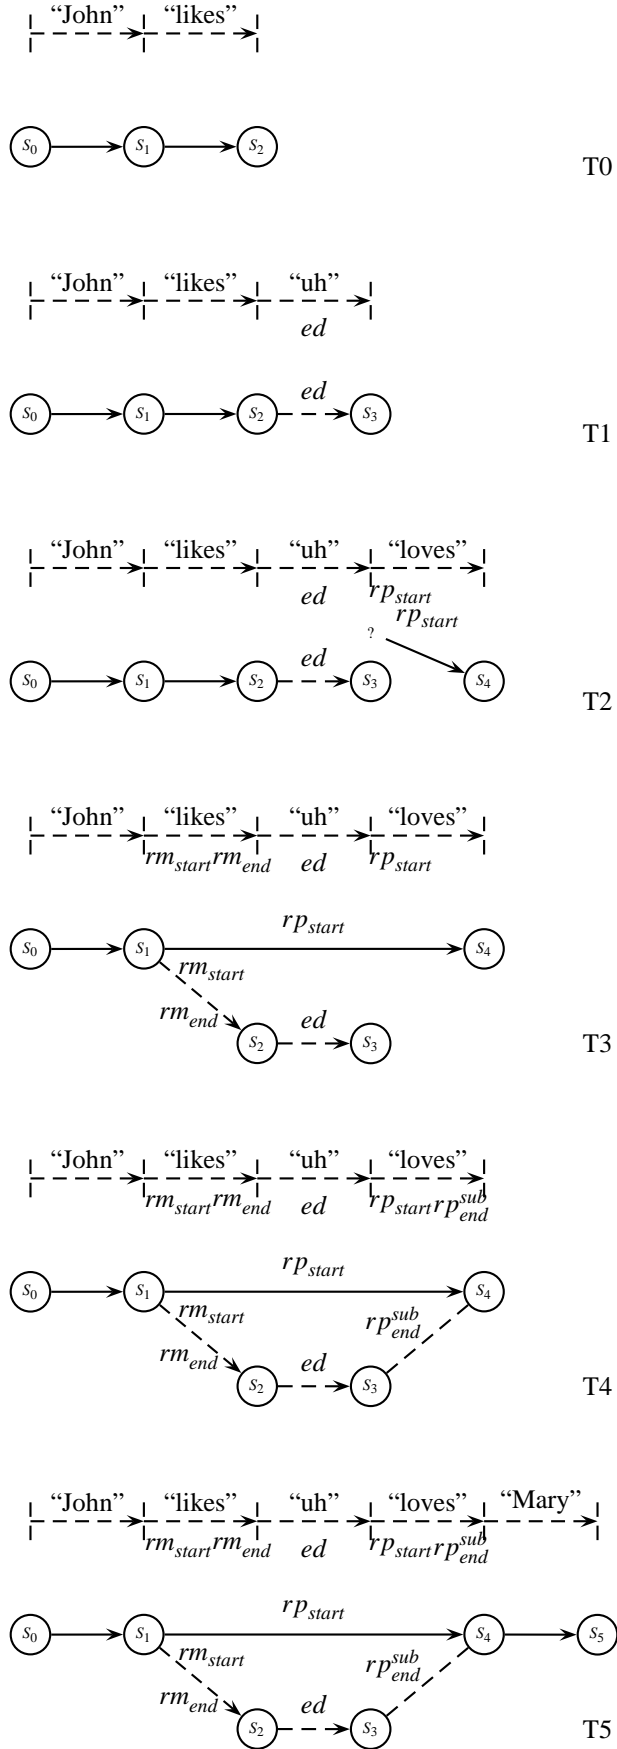 “John” “likes”
S0 S1 S2
T0
“John” “likes” “uh”
ed
ed
S0 S1 S2 S3
T1
“John” “likes” “uh” “loves”
ed rp_start
rp_start
?
ed
S0 S1 S2 S3 S4
T2
“John” “likes” “uh” “loves”
rm_start rm_end ed rp_start
rp_start
S0 S1 S4
rm_start
rm_end ed
S2 S3
T3
“John” “likes” “uh” “loves”
rm_start rm_end ed rp_start rp_end^sub
rp_start
S0 S1 S4
rm_start rp_end^sub
rm_end ed
S2 S3
T4
“John” “likes” “uh” “loves” “Mary”
rm_start rm_end ed rp_start rp_end^sub
rp_start
S0 S1 S4 S5
rm_start rp_end^sub
rm_end ed
S2 S3
T5